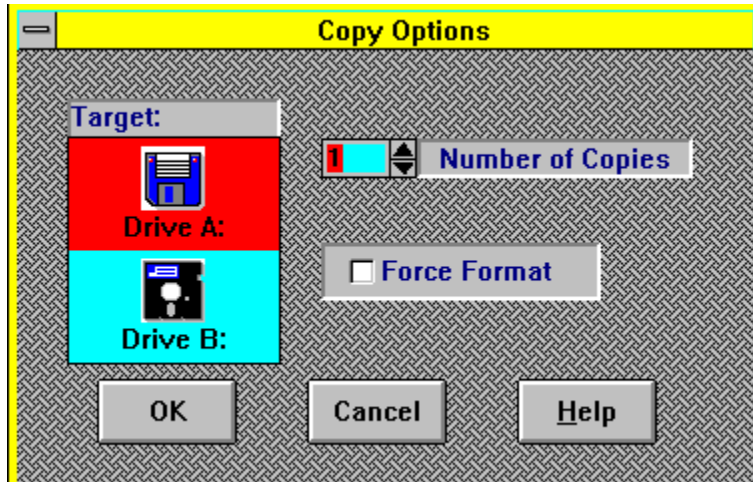 Copy Options
Target:
Drive A:
Drive B:
1 Number of Copies
Force Format
OK Cancel Help